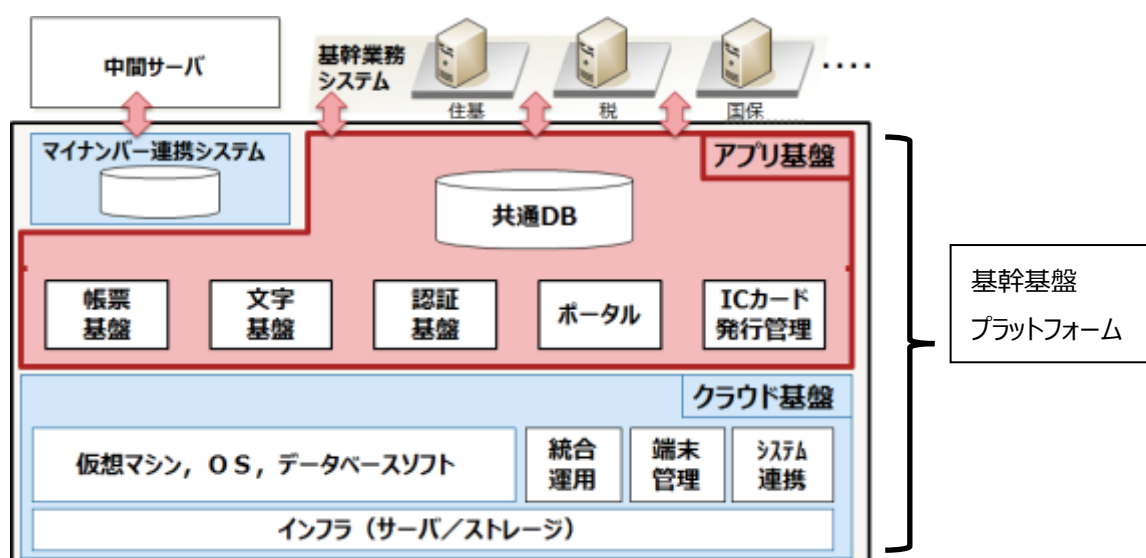 中間サーバ
基幹業務
システム
住基
税
国保
････
マイナンバー連携システム
アプリ基盤
共通DB
帳票
基盤
文字
基盤
認証
基盤
ポータル
ICカード
発行管理
基幹基盤
プラットフォーム
クラウド基盤
仮想マシン，ＯＳ，データベースソフト
統合
運用
端末
管理
ｼｽﾃﾑ
連携
インフラ（サーバ／ストレージ）